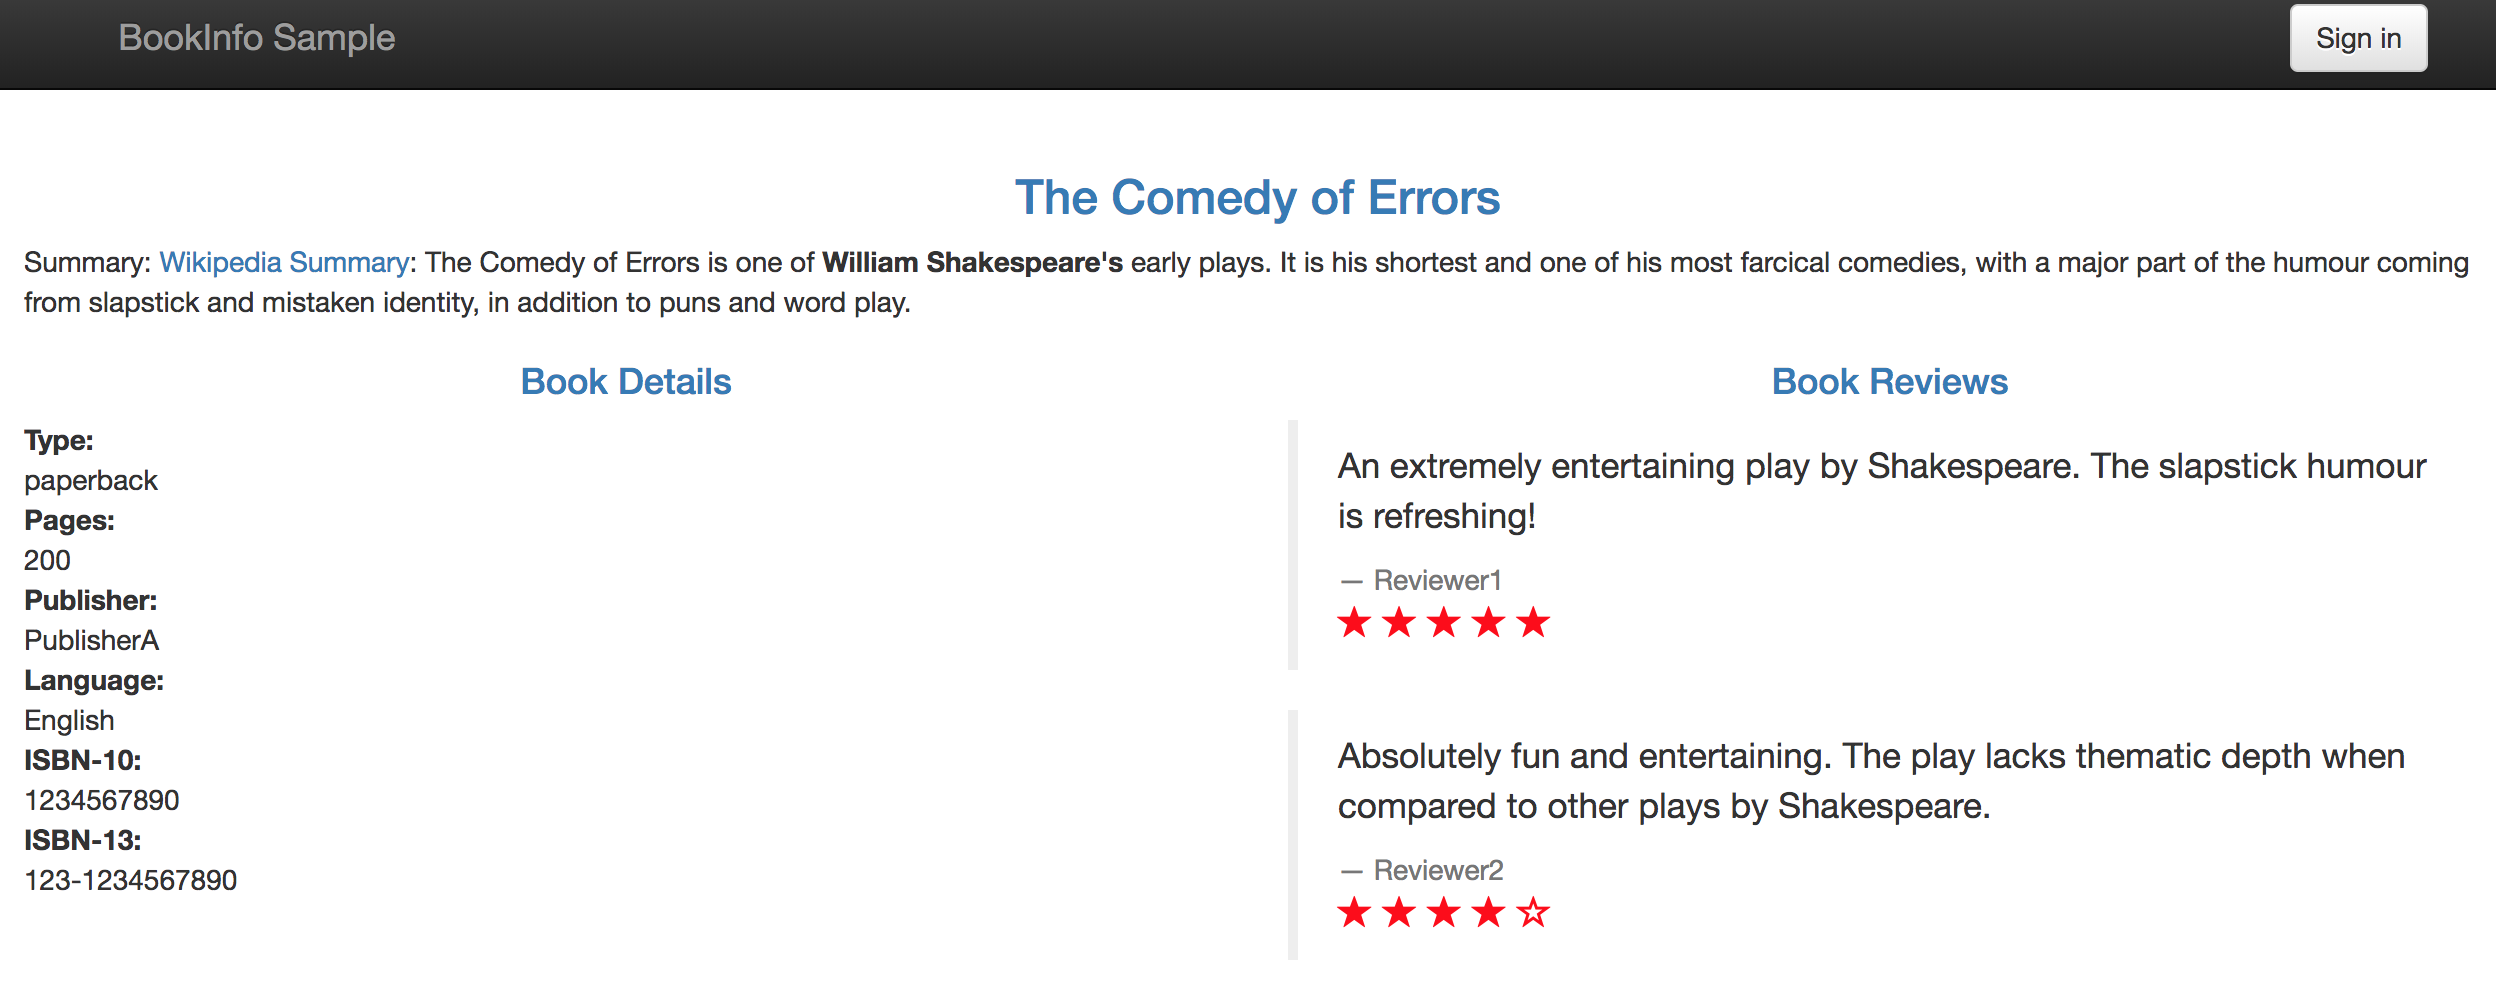 BookInfo Sample
Sign in
The Comedy of Errors
Summary: Wikipedia Summary: The Comedy of Errors is one of William Shakespeare's early plays. It is his shortest and one of his most farcical comedies, with a major part of the humour coming
from slapstick and mistaken identity, in addition to puns and word play.
Book Details
Type:
paperback
Pages:
200
Publisher:
PublisherA
Language:
English
ISBN-10:
1234567890
ISBN-13:
123-1234567890
Book Reviews
An extremely entertaining play by Shakespeare. The slapstick humour
is refreshing!
— Reviewer1
Absolutely fun and entertaining. The play lacks thematic depth when
compared to other plays by Shakespeare.
— Reviewer2